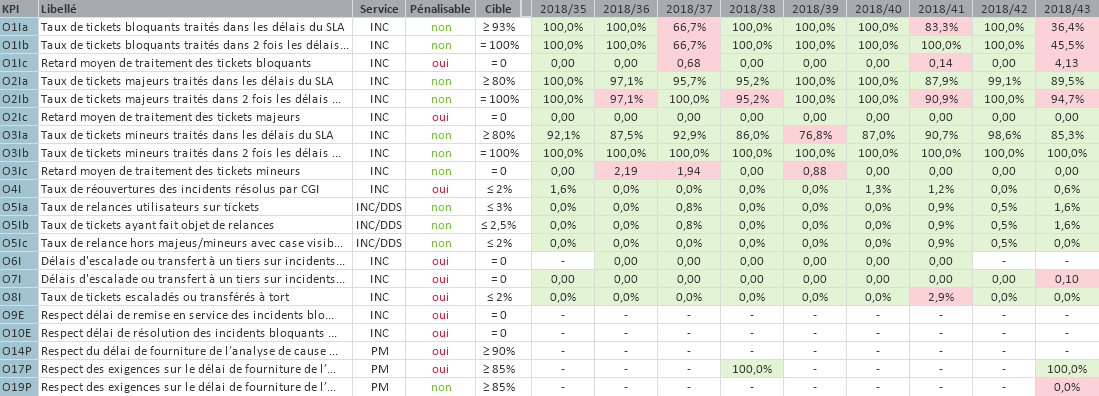 KPI Libellé Service Pénalisable Cible 2018/35 2018/36 2018/37 2018/38 2018/39 2018/40 2018/41 2018/42 2018/43
O1Ia Taux de tickets bloquants traités dans les délais du SLA INC non ≥ 93% 100,0% 100,0% 66,7% 100,0% 100,0% 100,0% 83,3% 100,0% 36,4%
O1Ib Taux de tickets bloquants traités dans 2 fois les délais... INC non = 100% 100,0% 100,0% 66,7% 100,0% 100,0% 100,0% 100,0% 100,0% 45,5%
O1Ic Retard moyen de traitement des tickets bloquants INC oui = 0 0,00 0,00 0,68 0,00 0,00 0,00 0,14 0,00 4,13
O2Ia Taux de tickets majeurs traités dans les délais du SLA INC non ≥ 80% 100,0% 97,1% 95,7% 95,2% 100,0% 100,0% 87,9% 99,1% 89,5%
O2Ib Taux de tickets majeurs traités dans 2 fois les délais ... INC non = 100% 100,0% 97,1% 100,0% 95,2% 100,0% 100,0% 90,9% 100,0% 94,7%
O2Ic Retard moyen de traitement des tickets majeurs INC oui = 0 0,00 0,00 0,00 0,00 0,00 0,00 0,00 0,00 0,00
O3Ia Taux de tickets mineurs traités dans les délais du SLA INC non ≥ 80% 92,1% 87,5% 92,9% 86,0% 76,8% 87,0% 90,7% 98,6% 85,3%
O3Ib Taux de tickets mineurs traités dans 2 fois les délais ... INC non = 100% 100,0% 100,0% 100,0% 100,0% 100,0% 100,0% 100,0% 100,0% 100,0%
O3Ic Retard moyen de traitement des tickets mineurs INC non = 0 0,00 2,19 1,94 0,00 0,88 0,00 0,00 0,00 0,00
O4I Taux de réouvertures des incidents résolus par CGI INC oui ≤ 2% 1,6% 0,0% 0,0% 0,0% 0,0% 1,3% 1,2% 0,0% 0,6%
O5Ia Taux de relances utilisateurs sur tickets INC/DDS non ≤ 3% 0,0% 0,0% 0,8% 0,0% 0,0% 0,0% 0,9% 0,5% 1,6%
O5Ib Taux de tickets ayant fait objet de relances INC/DDS non ≤ 2,5% 0,0% 0,0% 0,8% 0,0% 0,0% 0,0% 0,9% 0,5% 1,6%
O5Ic Taux de relance hors majeus/mineurs avec case visib... INC/DDS non ≤ 2% 0,0% 0,0% 0,0% 0,0% 0,0% 0,0% 0,9% 0,5% 0,0%
O6I Délais d'escalade ou transfert à un tiers sur incidents... INC oui = 0 - 0,00 0,00 0,00 0,00 0,00 0,00 - -
O7I Délais d'escalade ou transfert à un tiers sur incidents... INC oui = 0 0,00 0,00 0,00 0,00 0,00 0,00 0,00 0,00 0,10
O8I Taux de tickets escaladés ou transférés à tort INC oui ≤ 2% 0,0% 0,0% 0,0% 0,0% 0,0% 0,0% 2,9% 0,0% 0,0%
O9E Respect délai de remise en service des incidents blo... INC oui = 0 - - - - - - - - -
O10E Respect délai de résolution des incidents bloquants ... INC oui = 0 - - - - - - - - -
O14P Respect du délai de fourniture de l’analyse de cause ... PM oui ≥ 90% - - - - - - - - -
O17P Respect des exigences sur le délai de fourniture de l’... PM oui ≥ 85% - - - 100,0% - - - - 100,0%
O19P Respect des exigences sur le délai de fourniture de l’... PM non ≥ 85% - - - - - - - - 0,0%